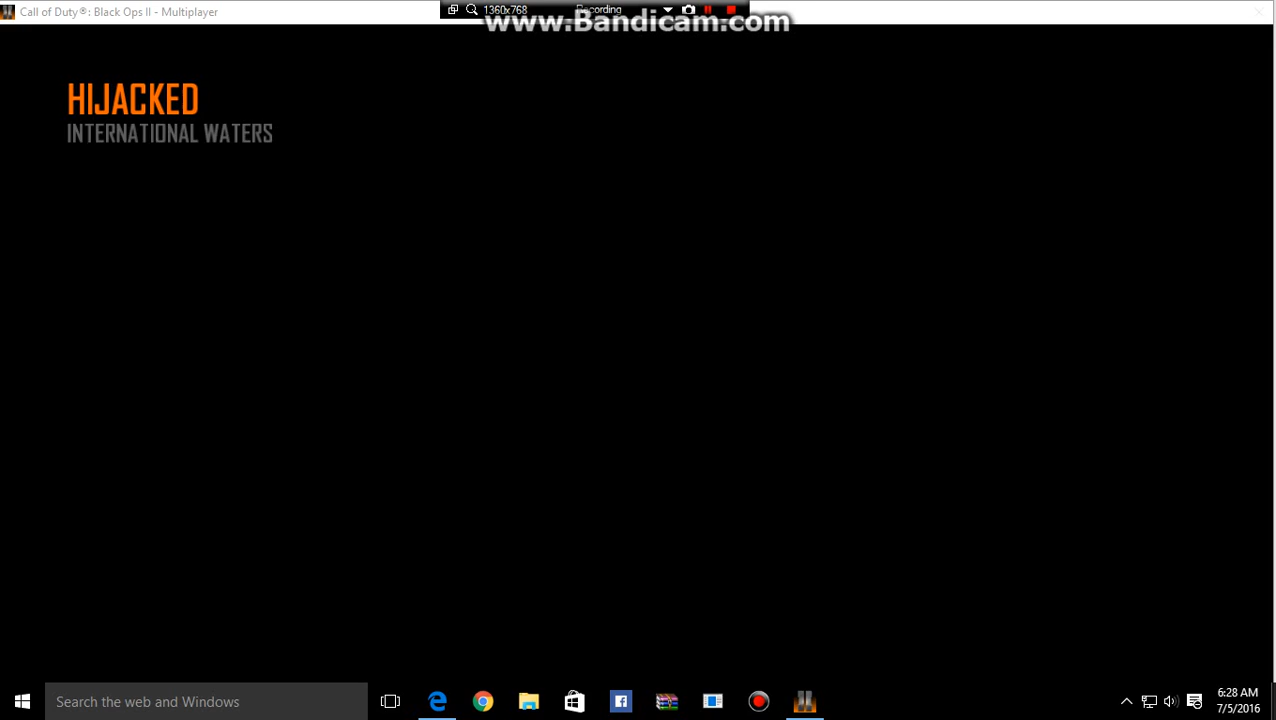 Call of Duty®: Black Ops II - Multiplayer
1360x768
Recording
www.Bandicam.com
HIJACKED
INTERNATIONAL WATERS
Search the web and Windows
6:28 AM
7/5/2016